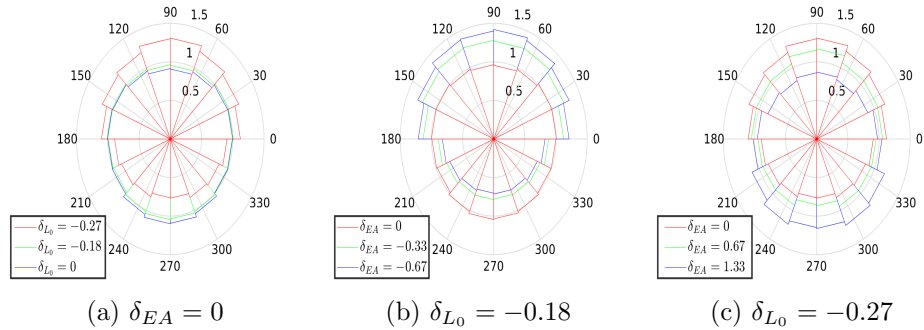 90 1.5
120 60
1
150 30
0.5
180 0
210 330
240 300
270
δ_{L_0} = −0.27
δ_{L_0} = −0.18
δ_{L_0} = 0
(a) δ_{EA} = 0
90 1.5
120 60
1
150 30
0.5
180 0
210 330
240 300
270
δ_{EA} = 0
δ_{EA} = −0.33
δ_{EA} = −0.67
(b) δ_{L_0} = −0.18
90 1.5
120 60
1
150 30
0.5
180 0
210 330
240 300
270
δ_{EA} = 0
δ_{EA} = 0.67
δ_{EA} = 1.33
(c) δ_{L_0} = −0.27